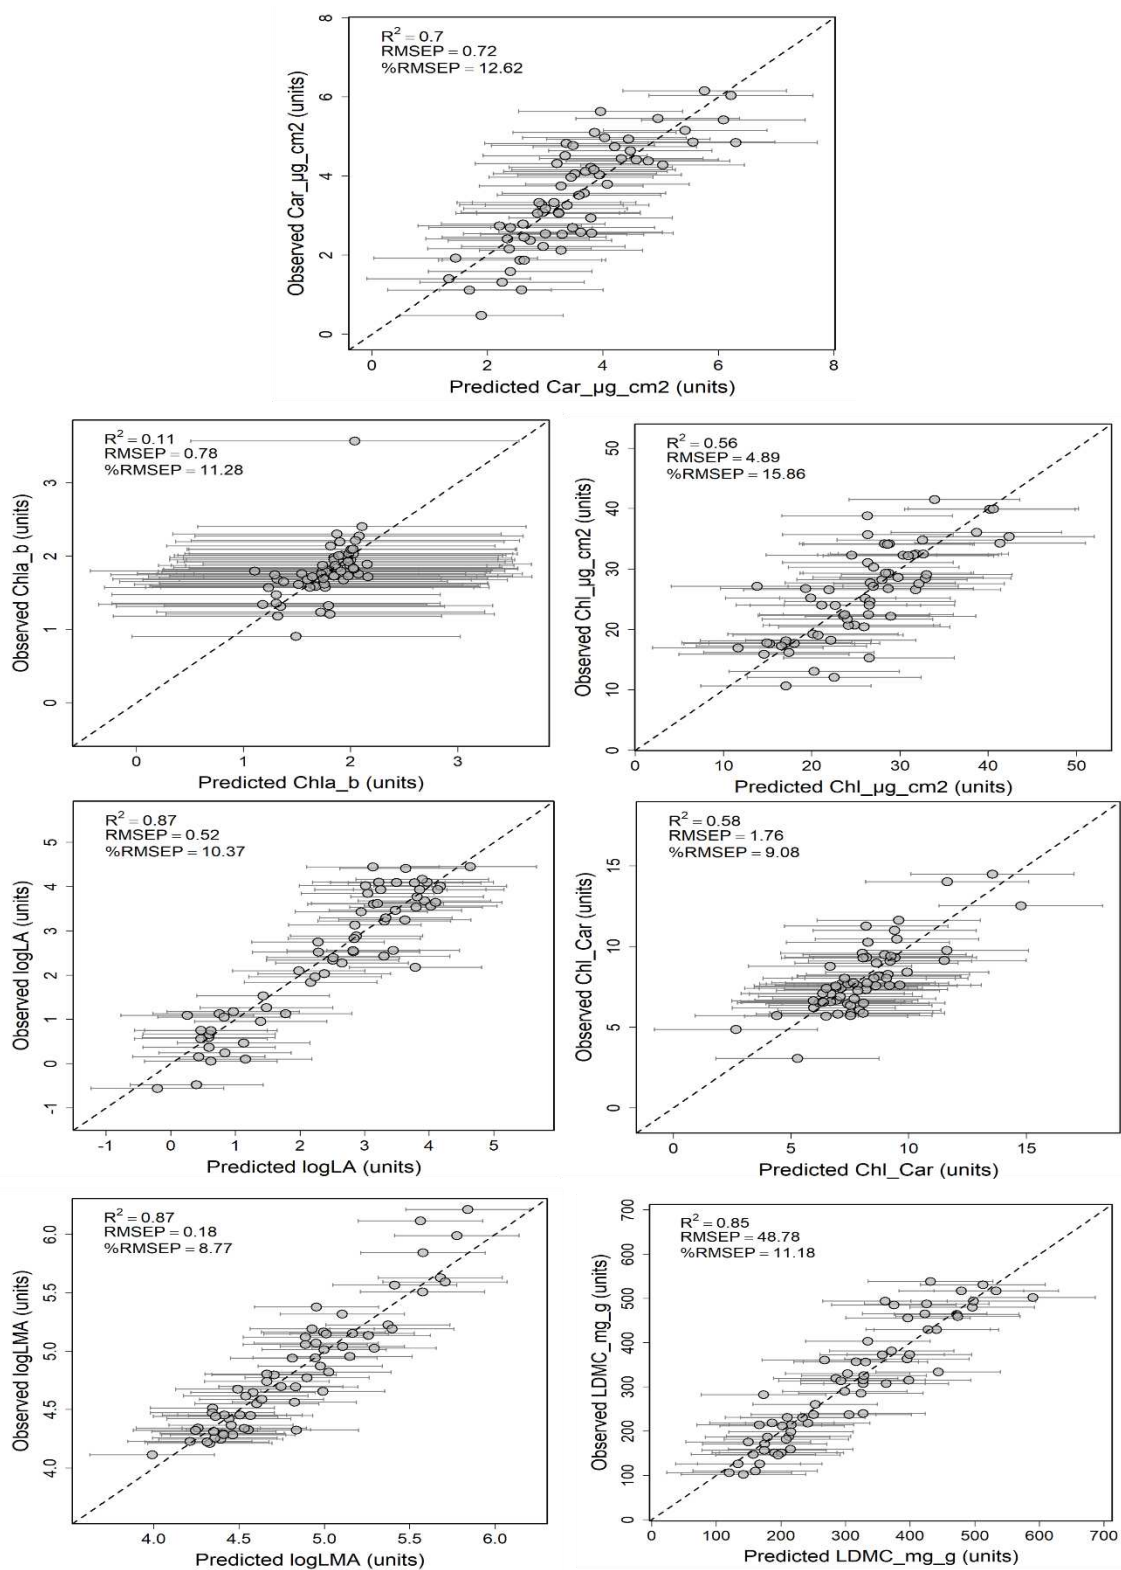 R² = 0.7
RMSEP = 0.72
%RMSEP = 12.62
Observed Car_µg_cm2 (units)
0 2 4 6 8
0 2 4 6 8
Predicted Car_µg_cm2 (units)
R² = 0.11
RMSEP = 0.78
%RMSEP = 11.28
Observed Chla_b (units)
0 1 2 3
0 1 2 3
Predicted Chla_b (units)
R² = 0.56
RMSEP = 4.89
%RMSEP = 15.86
Observed Chl_µg_cm2 (units)
0 10 20 30 40 50
0 10 20 30 40 50
Predicted Chl_µg_cm2 (units)
R² = 0.87
RMSEP = 0.52
%RMSEP = 10.37
Observed logLA (units)
-1 0 1 2 3 4 5
-1 0 1 2 3 4 5
Predicted logLA (units)
R² = 0.58
RMSEP = 1.76
%RMSEP = 9.08
Observed Chl_Car (units)
0 5 10 15
0 5 10 15
Predicted Chl_Car (units)
R² = 0.87
RMSEP = 0.18
%RMSEP = 8.77
Observed logLMA (units)
4.0 4.5 5.0 5.5 6.0
4.0 4.5 5.0 5.5 6.0
Predicted logLMA (units)
R² = 0.85
RMSEP = 48.78
%RMSEP = 11.18
Observed LDMC_mg_g (units)
0 100 200 300 400 500 600 700
0 100 200 300 400 500 600 700
Predicted LDMC_mg_g (units)